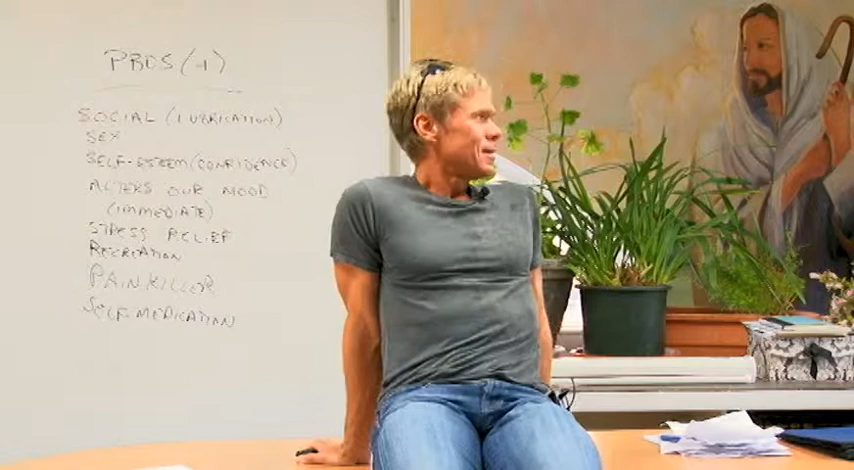 PBDS (+)
SOCIAL (LUBRICATION)
SEX
SELF-ESTEEM (CONFIDENCE)
ALTERS OUR MOOD
(IMMEDIATE)
STRESS RELIEF
RECREATION
PAINKILLER
SELF MEDICATION